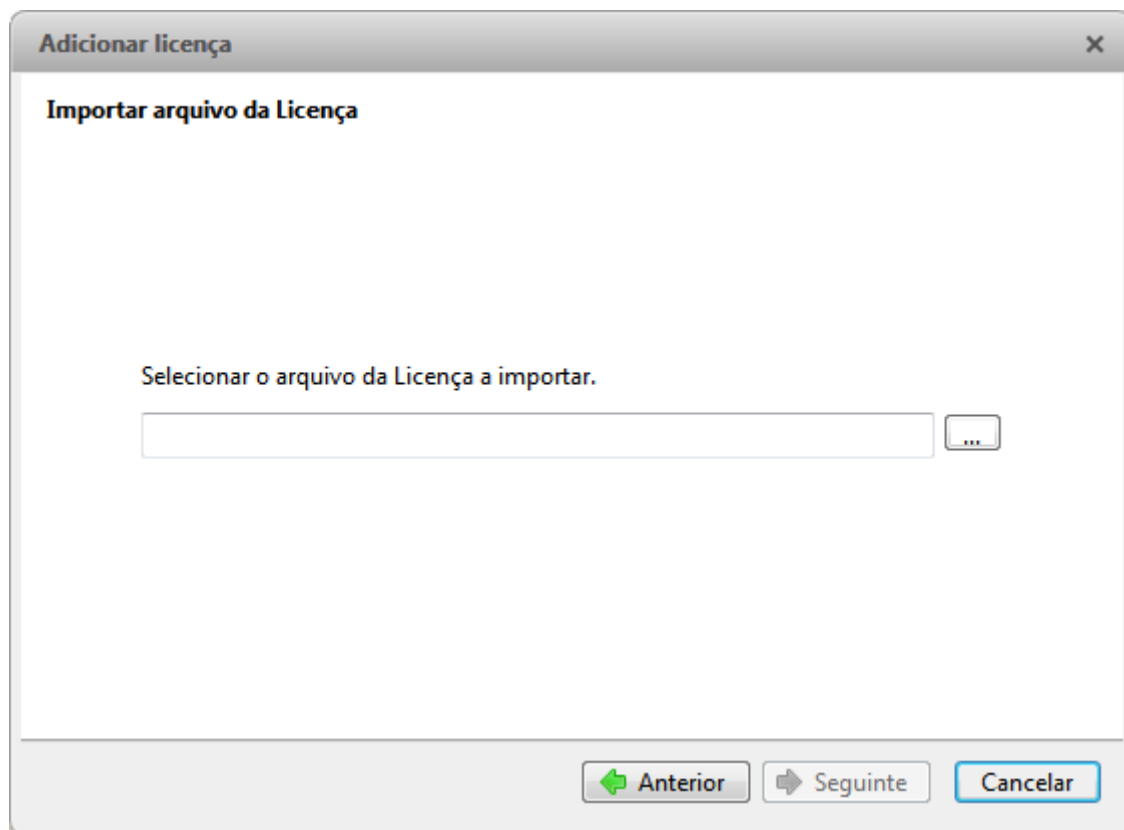 Adicionar licença
Importar arquivo da Licença
Selecionar o arquivo da Licença a importar.
...
Anterior Seguinte Cancelar